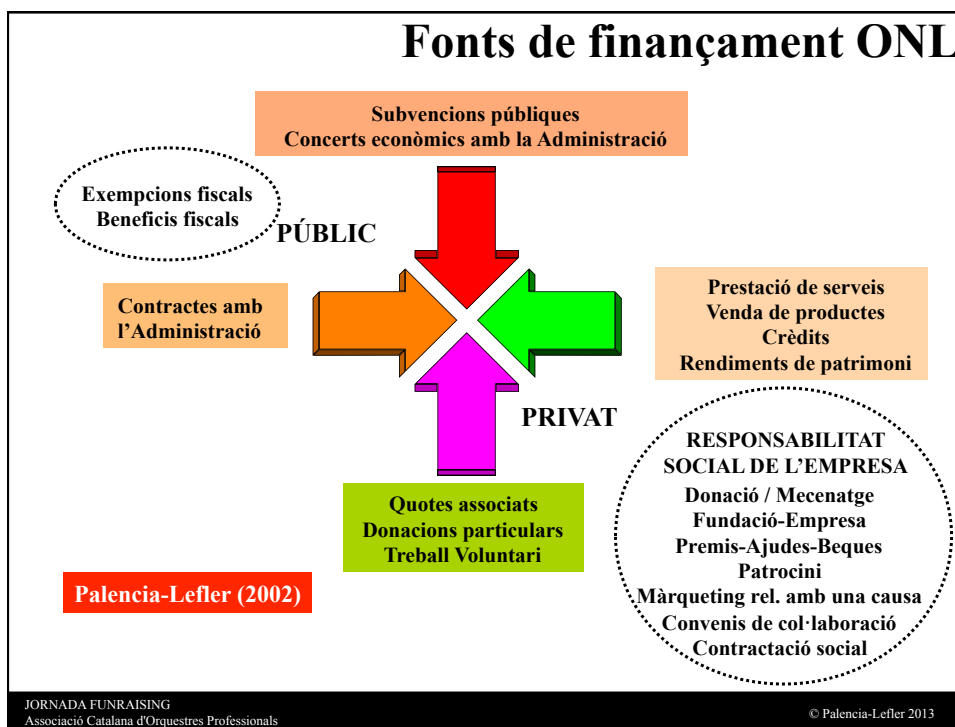 Fonts de finançament ONL
Subvencions públiques
Concerts econòmics amb la Administració
Exempcions fiscals
Beneficis fiscals
PÚBLIC
Contractes amb
l’Administració
Prestació de serveis
Venda de productes
Crèdits
Rendiments de patrimoni
PRIVAT
RESPONSABILITAT
SOCIAL DE L’EMPRESA
Donació / Mecenatge
Fundació-Empresa
Premis-Ajudes-Beques
Patrocini
Màrqueting rel. amb una causa
Convenis de col·laboració
Contractació social
Quotes associats
Donacions particulars
Treball Voluntari
Palencia-Lefler (2002)
JORNADA FUNRAISING
Associació Catalana d'Orquestres Professionals
© Palencia-Lefler 2013